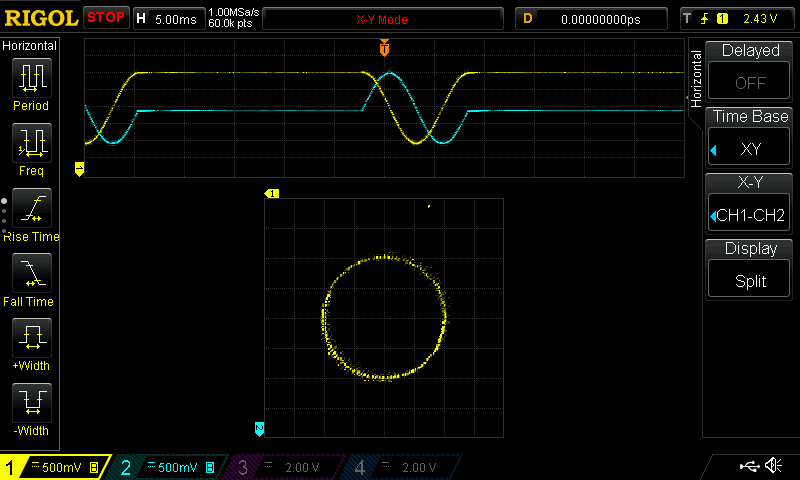 RIGOL STOP H 5.00ms 1.00MSa/s 60.0k pts X-Y Mode D 0.00000000ps T 1 2.43 V
Horizontal
Period
Freq
Rise Time
Fall Time
+Width
-Width
T
1
1
2
Horizontal
Delayed
OFF
Time Base
XY
X-Y
CH1-CH2
Display
Split
1 500mV B 2 500mV B 3 2.00 V 4 2.00 V